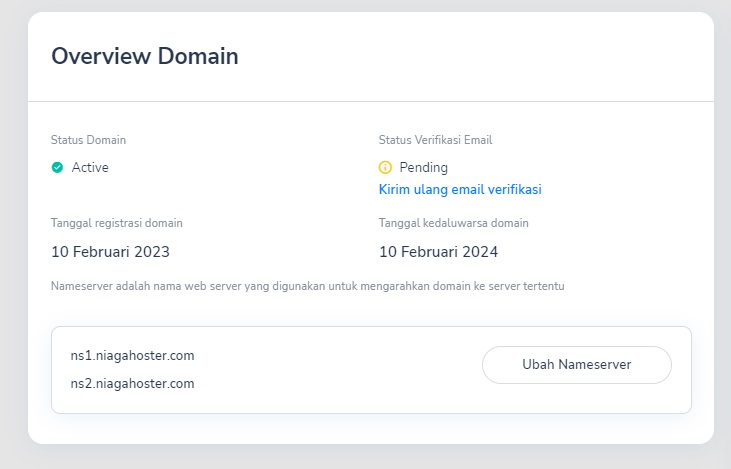 Overview Domain
Status Domain
Status Verifikasi Email
Active
Pending
Kirim ulang email verifikasi
Tanggal registrasi domain
Tanggal kedaluwarsa domain
10 Februari 2023
10 Februari 2024
Nameserver adalah nama web server yang digunakan untuk mengarahkan domain ke server tertentu
ns1.niagahoster.com
ns2.niagahoster.com
Ubah Nameserver